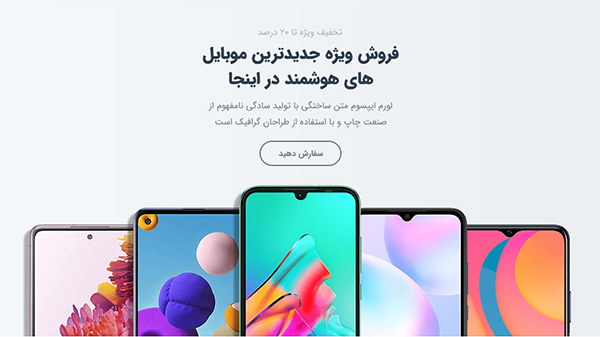 تخفیف ویژه تا ۲۰ درصد
فروش ویژه جدیدترین موبایل
های هوشمند در اینجا
لورم ایپسوم متن ساختگی با تولید سادگی نامفهوم از
صنعت چاپ و با استفاده از طراحان گرافیک است
سفارش دهید